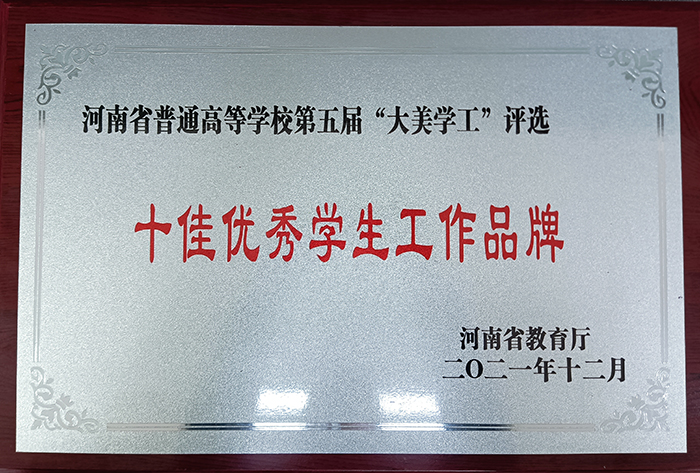 河南省普通高等学校第五届“大美学工”评选
十佳优秀学生工作品牌
河南省教育厅
二〇二一年十二月